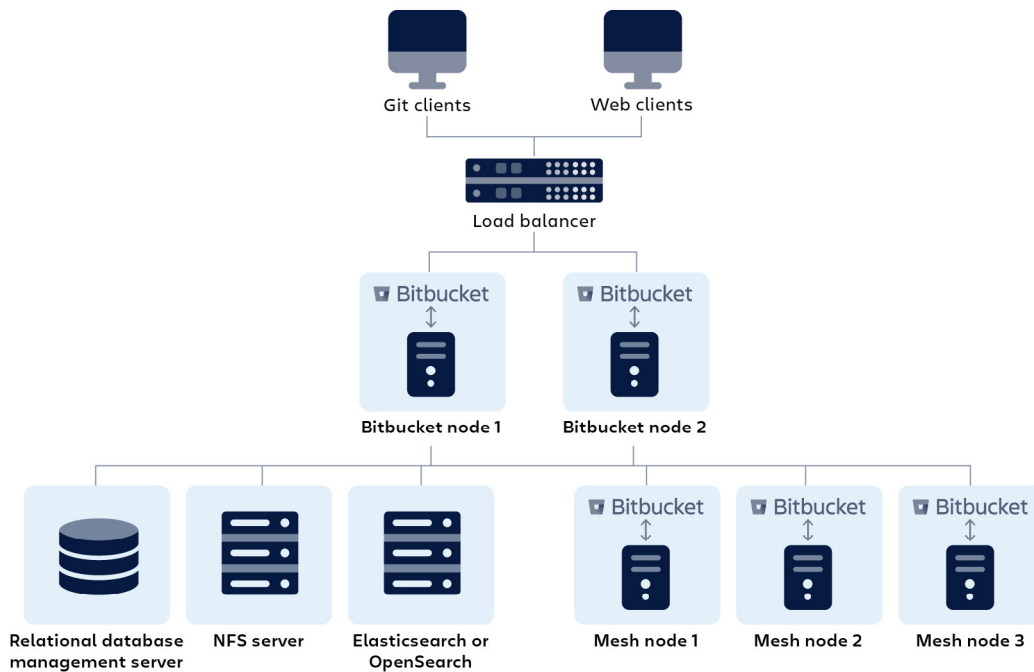 Git clients
Web clients
Load balancer
Bitbucket
Bitbucket
Bitbucket node 1
Bitbucket node 2
Bitbucket
Bitbucket
Bitbucket
Relational database
management server
NFS server
Elasticsearch or
OpenSearch
Mesh node 1
Mesh node 2
Mesh node 3